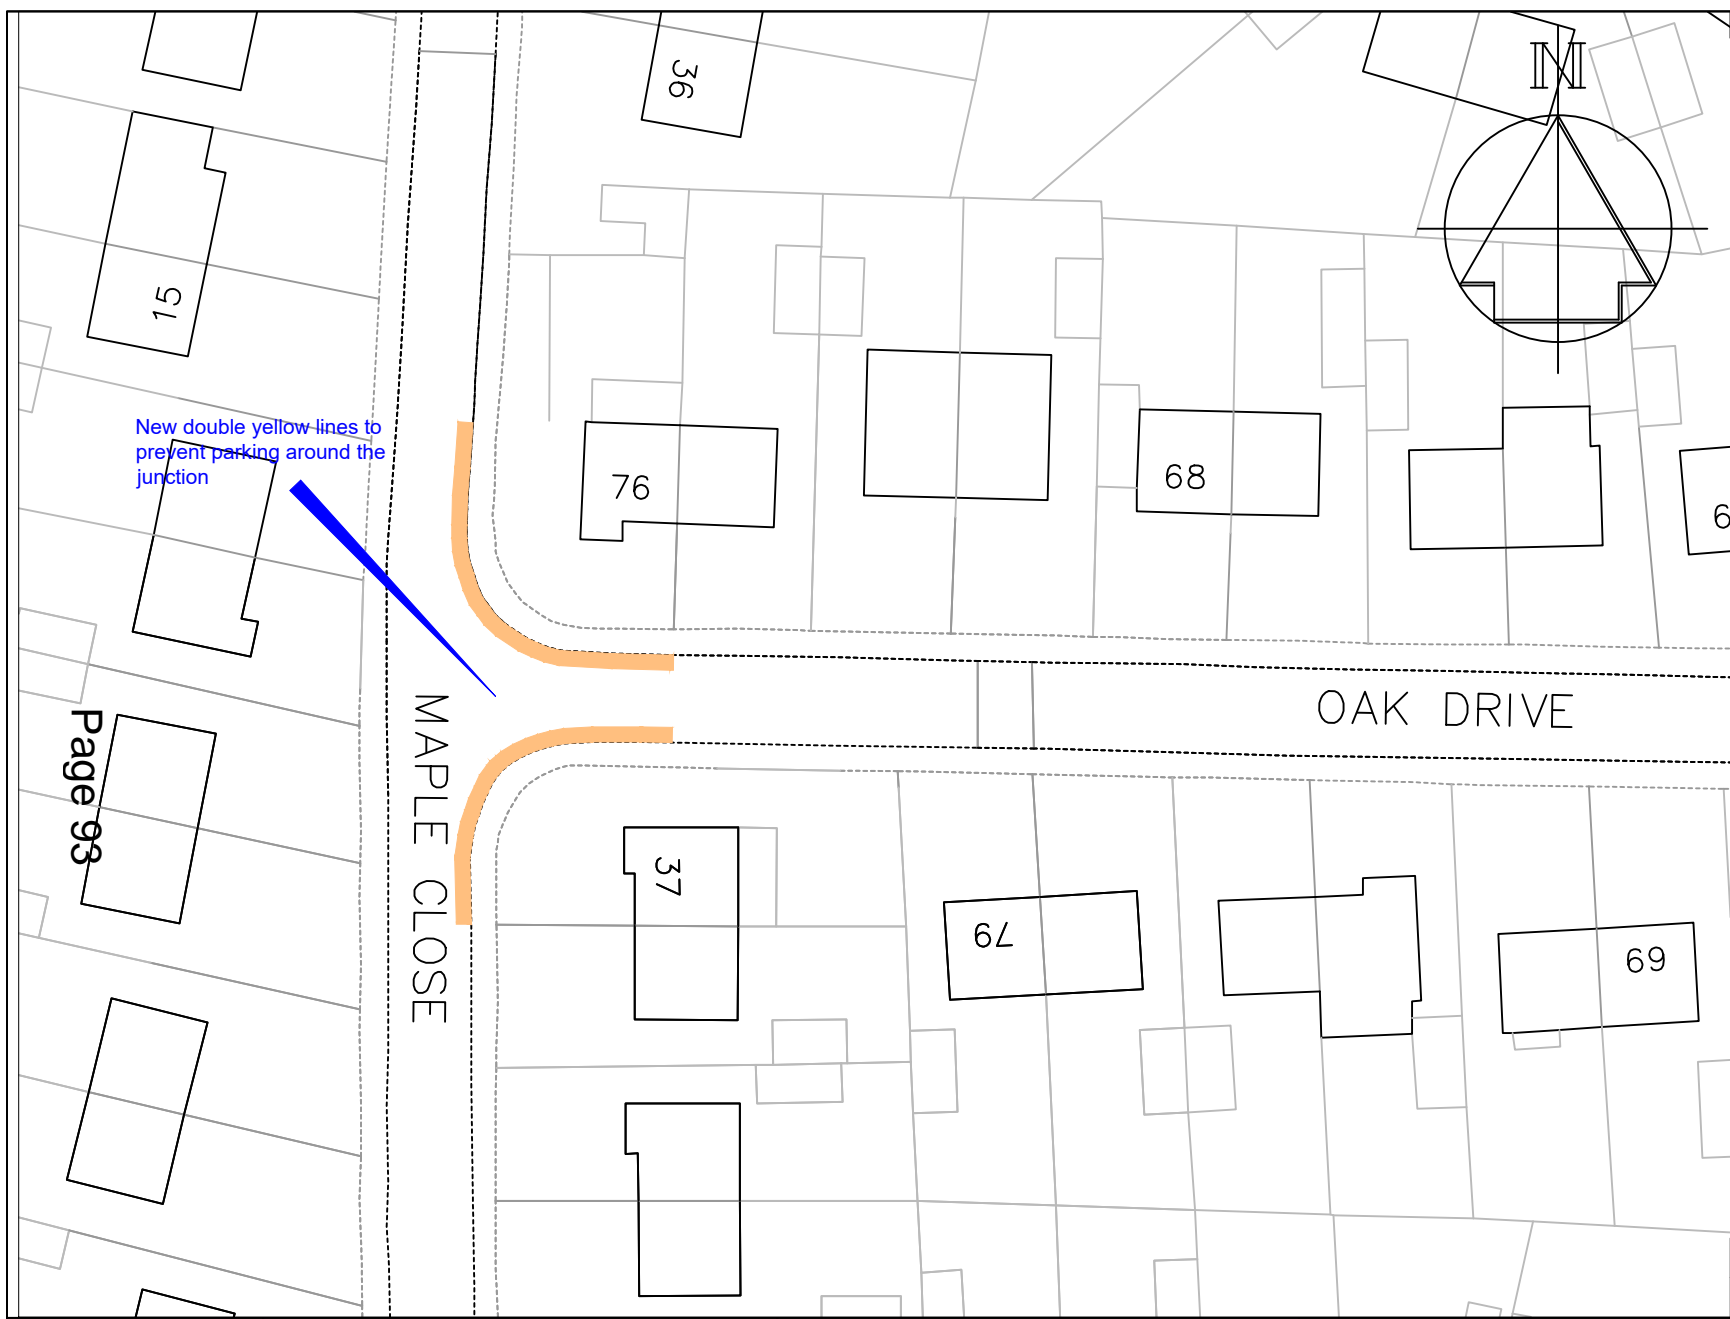 36
N
15
New double yellow lines to
prevent parking around the
junction
76
68
6
OAK DRIVE
MAPLE CLOSE
Page 93
37
79
69